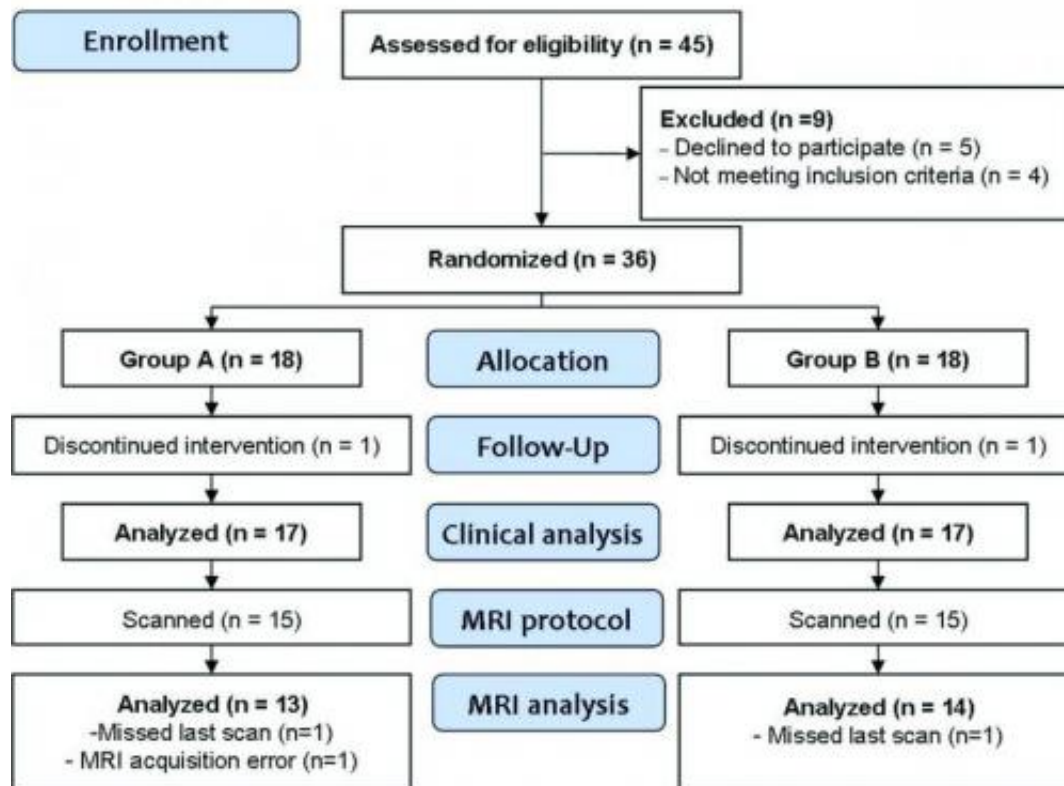 Enrollment
Assessed for eligibility (n = 45)
Excluded (n =9)
- Declined to participate (n = 5)
- Not meeting inclusion criteria (n = 4)
Randomized (n = 36)
Group A (n = 18)
Allocation
Group B (n = 18)
Discontinued intervention (n = 1)
Follow-Up
Discontinued intervention (n = 1)
Analyzed (n = 17)
Clinical analysis
Analyzed (n = 17)
Scanned (n = 15)
MRI protocol
Scanned (n = 15)
Analyzed (n = 13)
-Missed last scan (n=1)
- MRI acquisition error (n=1)
MRI analysis
Analyzed (n = 14)
- Missed last scan (n=1)